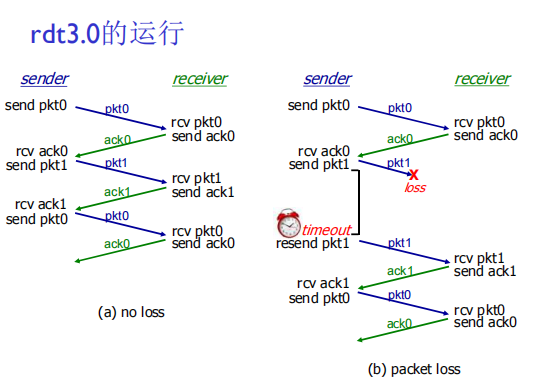 rdt3.0的运行
sender
receiver
send pkt0
pkt0
rcv pkt0
send ack0
ack0
rcv ack0
send pkt1
pkt1
rcv pkt1
send ack1
ack1
rcv ack1
send pkt0
pkt0
rcv pkt0
send ack0
ack0
(a) no loss
sender
receiver
send pkt0
pkt0
rcv pkt0
send ack0
ack0
rcv ack0
send pkt1
pkt1
X
loss
timeout
resend pkt1
pkt1
rcv pkt1
send ack1
ack1
rcv ack1
send pkt0
pkt0
rcv pkt0
send ack0
ack0
(b) packet loss